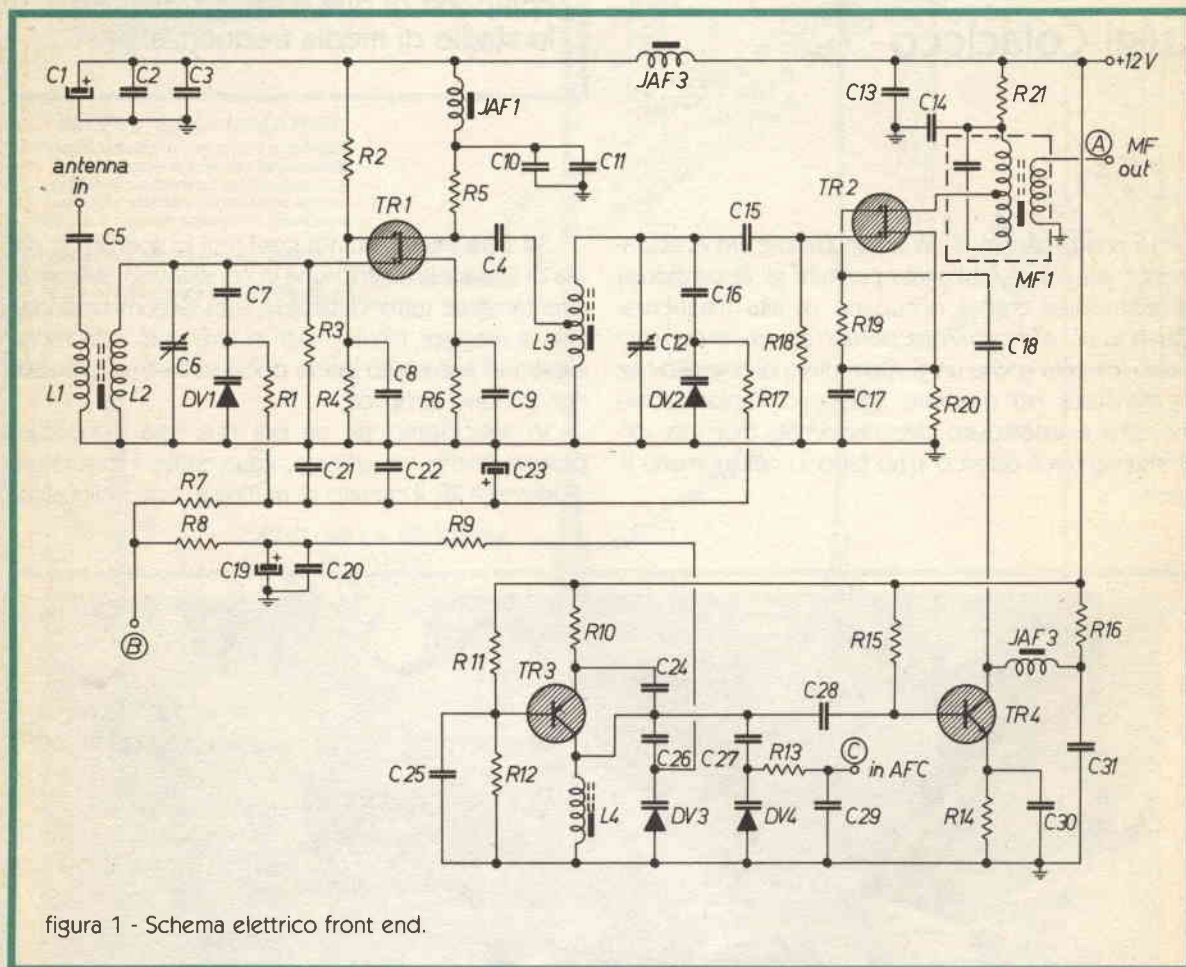 C1
+
C2
C3
JAF3
+12V
R2
JAF1
C13
C14
R21
antenna
in
C10
C11
R5
A
MF
out
TR1
TR2
C5
C4
C15
MF1
C7
L3
C16
R19
L1
C6
L2
R3
C12
R18
C18
DV1
R1
R4
C8
R6
C9
DV2
R17
C17
R20
C21
C22
C23
+
R7
R8
R9
C19
+
C20
B
R11
R10
R15
JAF3
R16
TR3
C24
C28
TR4
C26
C27
R13
C
in AFC
C25
R12
C31
L4
DV3
DV4
C29
R14
C30
figura 1 - Schema elettrico front end.